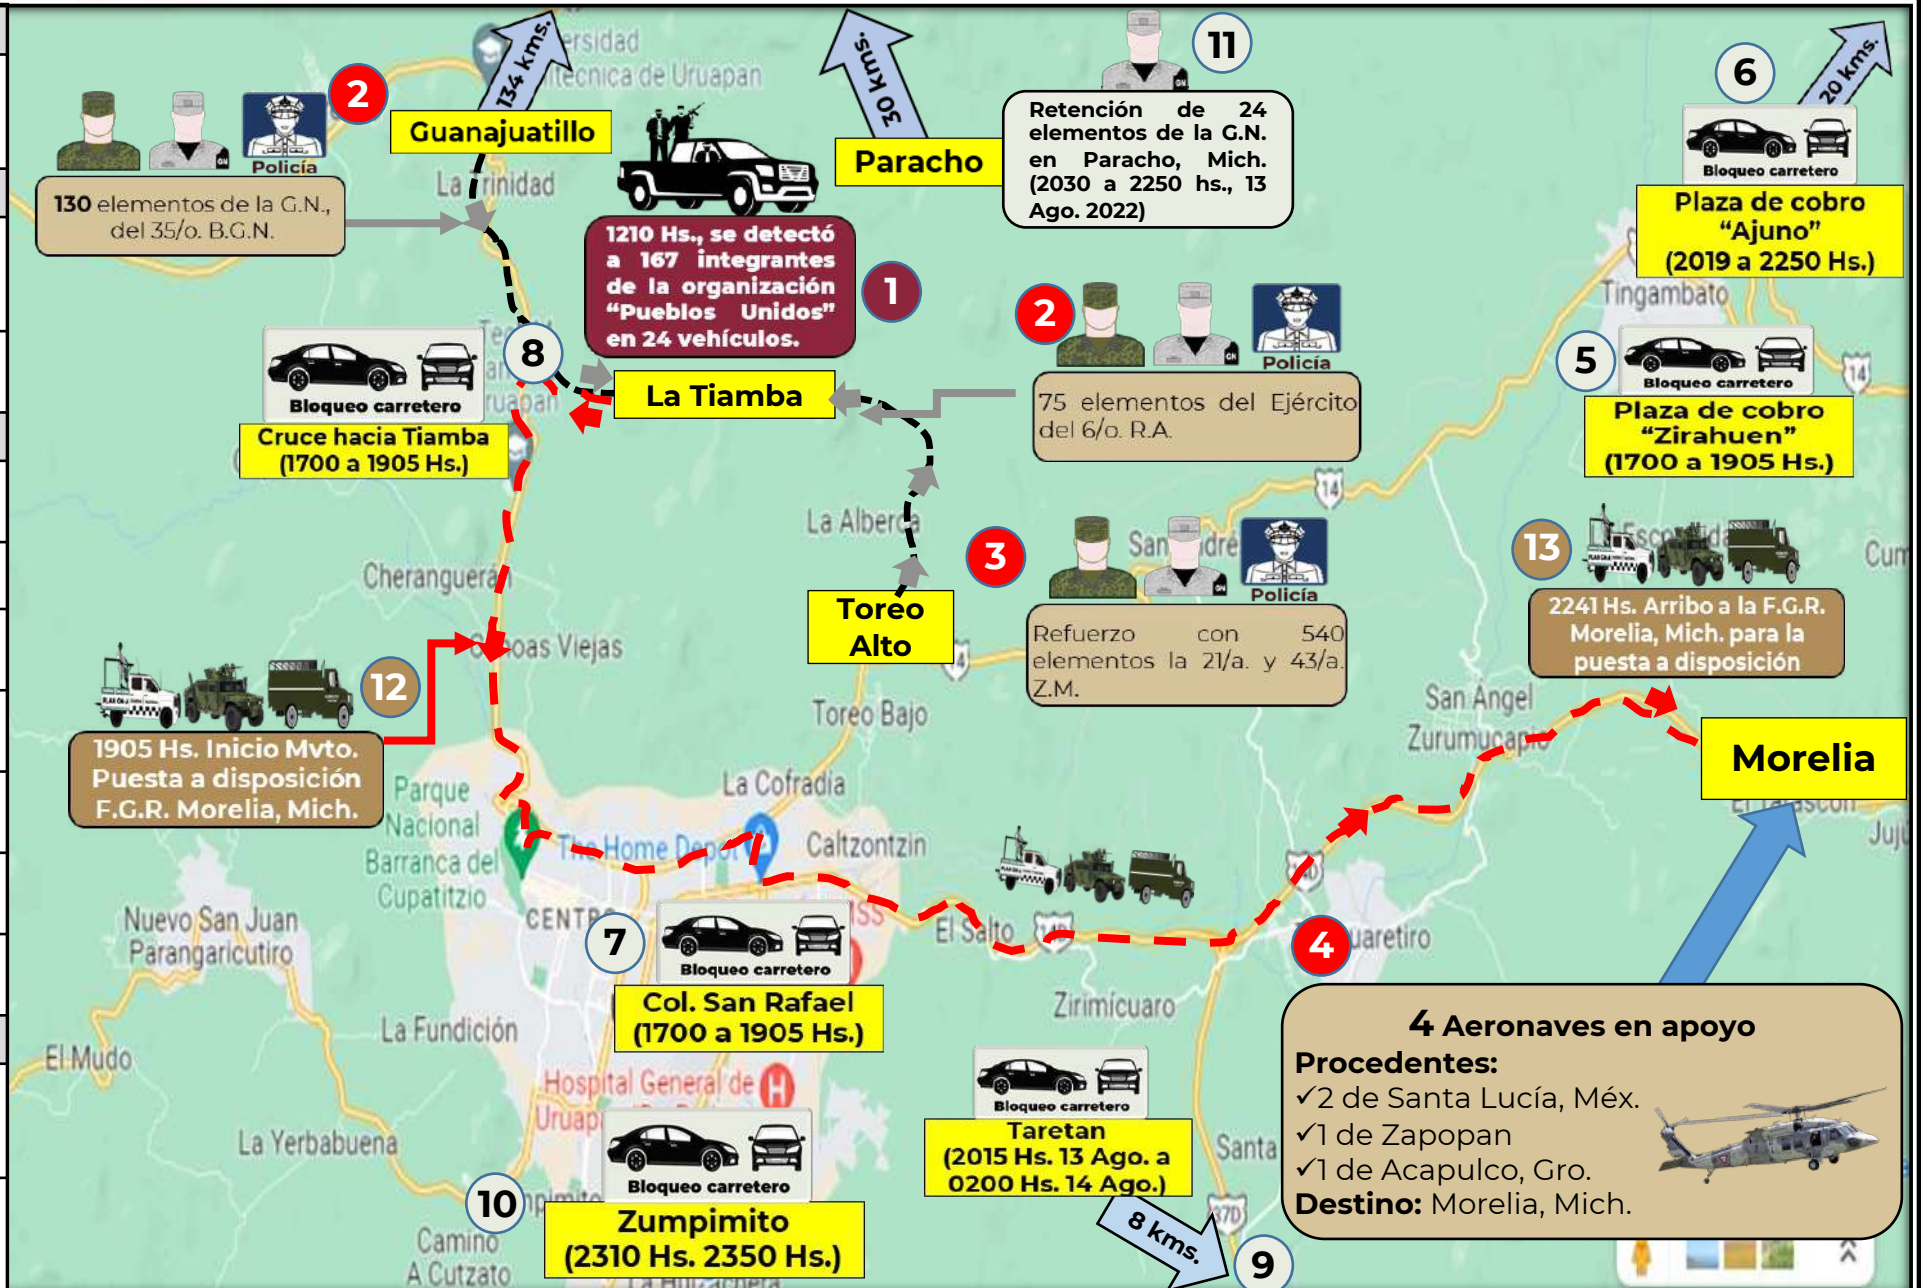 134 kms.
Universidad
Politécnica de Uruapan
2
Policía
Guanajuatillo
130 elementos de la G.N.,
del 35/o. B.G.N.
La Trinidad
30 kms.
Paracho
11
Retención de 24
elementos de la G.N.
en Paracho, Mich.
(2030 a 2250 hs., 13
Ago. 2022)
6
20 kms.
Bloqueo carretero
Plaza de cobro
“Ajuno”
(2019 a 2250 Hs.)
1210 Hs., se detectó
a 167 integrantes
de la organización
“Pueblos Unidos”
en 24 vehículos.
1
Tingambato
2
Policía
75 elementos del Ejército
del 6/o. R.A.
5
Bloqueo carretero
Plaza de cobro
“Zirahuen”
(1700 a 1905 Hs.)
14
8
Bloqueo carretero
Cruce hacia Tiamba
(1700 a 1905 Hs.)
La Tiamba
14
La Alberca
3
Policía
Refuerzo con 540
elementos la 21/a. y 43/a.
Z.M.
Toreo
Alto
14
Toreo Bajo
Cheranguerán
13
2241 Hs. Arribo a la F.G.R.
Morelia, Mich. para la
puesta a disposición
San Ángel
Zurumucapio
Morelia
12
1905 Hs. Inicio Mvto.
Puesta a disposición
F.G.R. Morelia, Mich.
Parque
Nacional
Barranca del
Cupatitzio
La Cofradia
The Home Depot
Caltzontzin
Nuevo San Juan
Parangaricutiro
7
Bloqueo carretero
Col. San Rafael
(1700 a 1905 Hs.)
El Salto
4
Zirimícuaro
La Fundición
El Mudo
Hospital General de
La Yerbabuena
10
Bloqueo carretero
Zumpimito
(2310 Hs. 2350 Hs.)
Camino
A Cutzato
Bloqueo carretero
Taretan
(2015 Hs. 13 Ago. a
0200 Hs. 14 Ago.)
8 kms.
9
Santa
37D
4 Aeronaves en apoyo
Procedentes:
✓2 de Santa Lucía, Méx.
✓1 de Zapopan
✓1 de Acapulco, Gro.
Destino: Morelia, Mich.